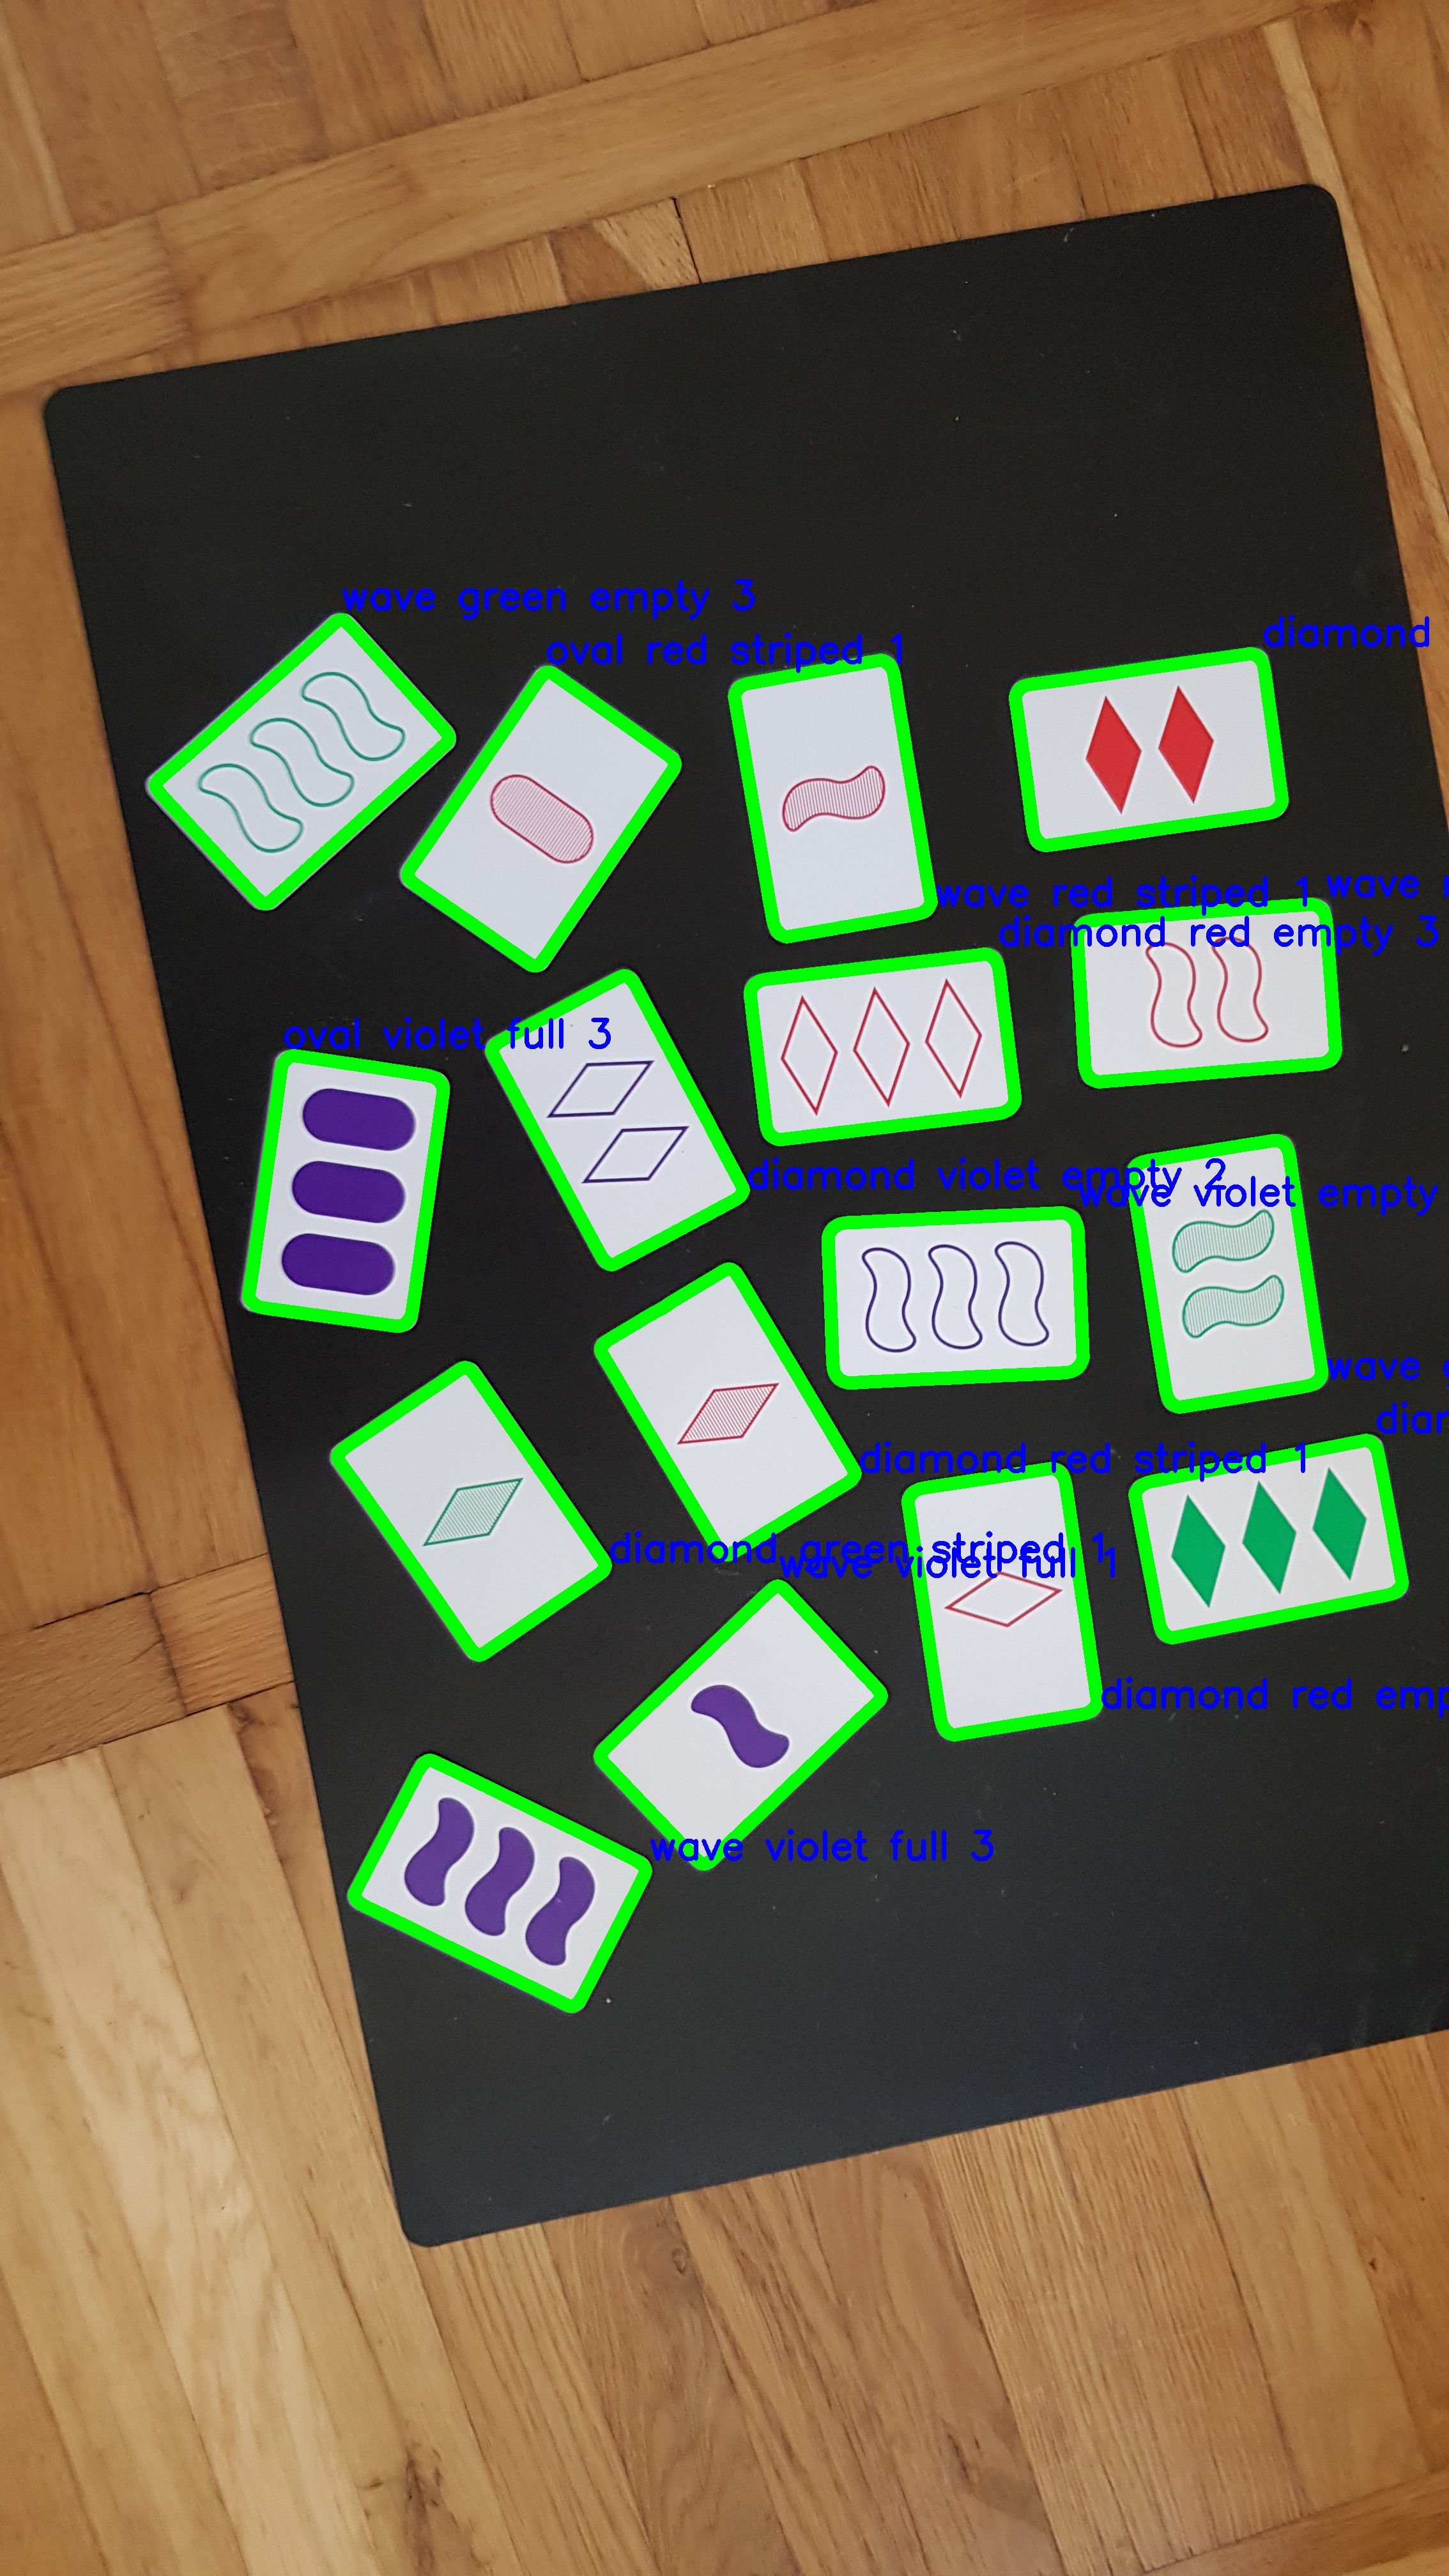 wave green empty 3
oval red striped 1
diamond
wave red striped 1
wave
diamond red empty 3
oval violet full 3
diamond violet empty 2
wave violet empty
wave
diamond red striped 1
diamond green striped 1
wave violet full 1
diamond red
wave violet full 3